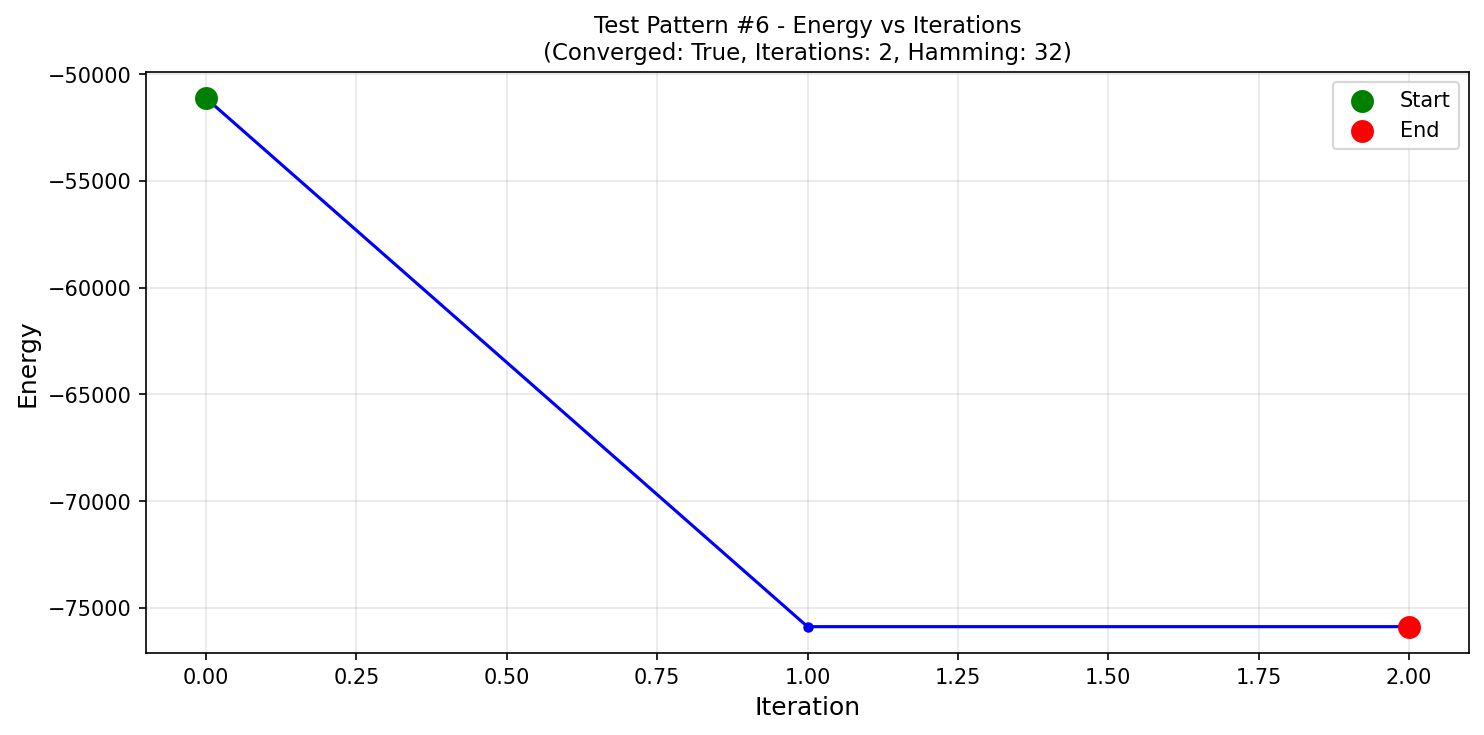 Test Pattern #6 - Energy vs Iterations
(Converged: True, Iterations: 2, Hamming: 32)
Start
End
Energy
−50000
−55000
−60000
−65000
−70000
−75000
0.00 0.25 0.50 0.75 1.00 1.25 1.50 1.75 2.00
Iteration